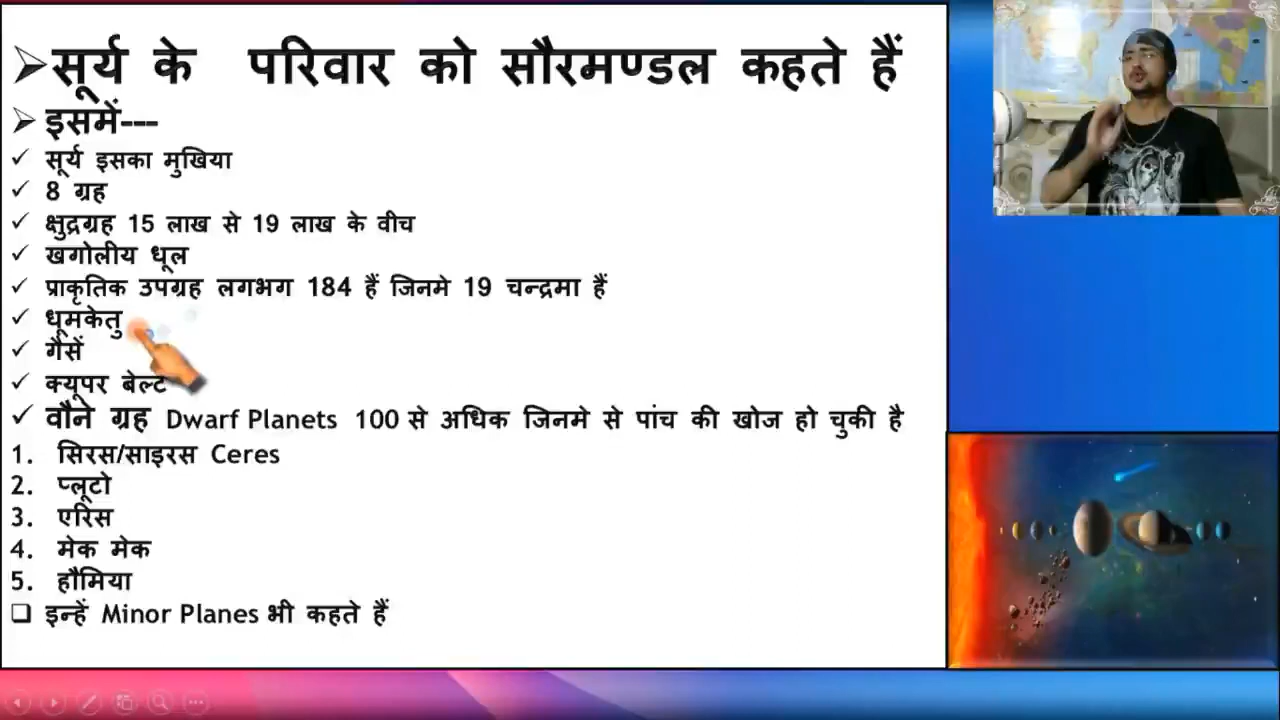 सूर्य के परिवार को सौरमण्डल कहते हैं
इसमें---
सूर्य इसका मुखिया
8 ग्रह
क्षुद्रग्रह 15 लाख से 19 लाख के वीच
खगोलीय धूल
प्राकृतिक उपग्रह लगभग 184 हैं जिनमे 19 चन्द्रमा हैं
धूमकेतु
गैसें
क्यूपर बेल्ट
वौने ग्रह Dwarf Planets 100 से अधिक जिनमे से पांच की खोज हो चुकी है
1. सिरस/साइरस Ceres
2. प्लूटो
3. एरिस
4. मेक मेक
5. हौमिया
इन्हें Minor Planes भी कहते हैं